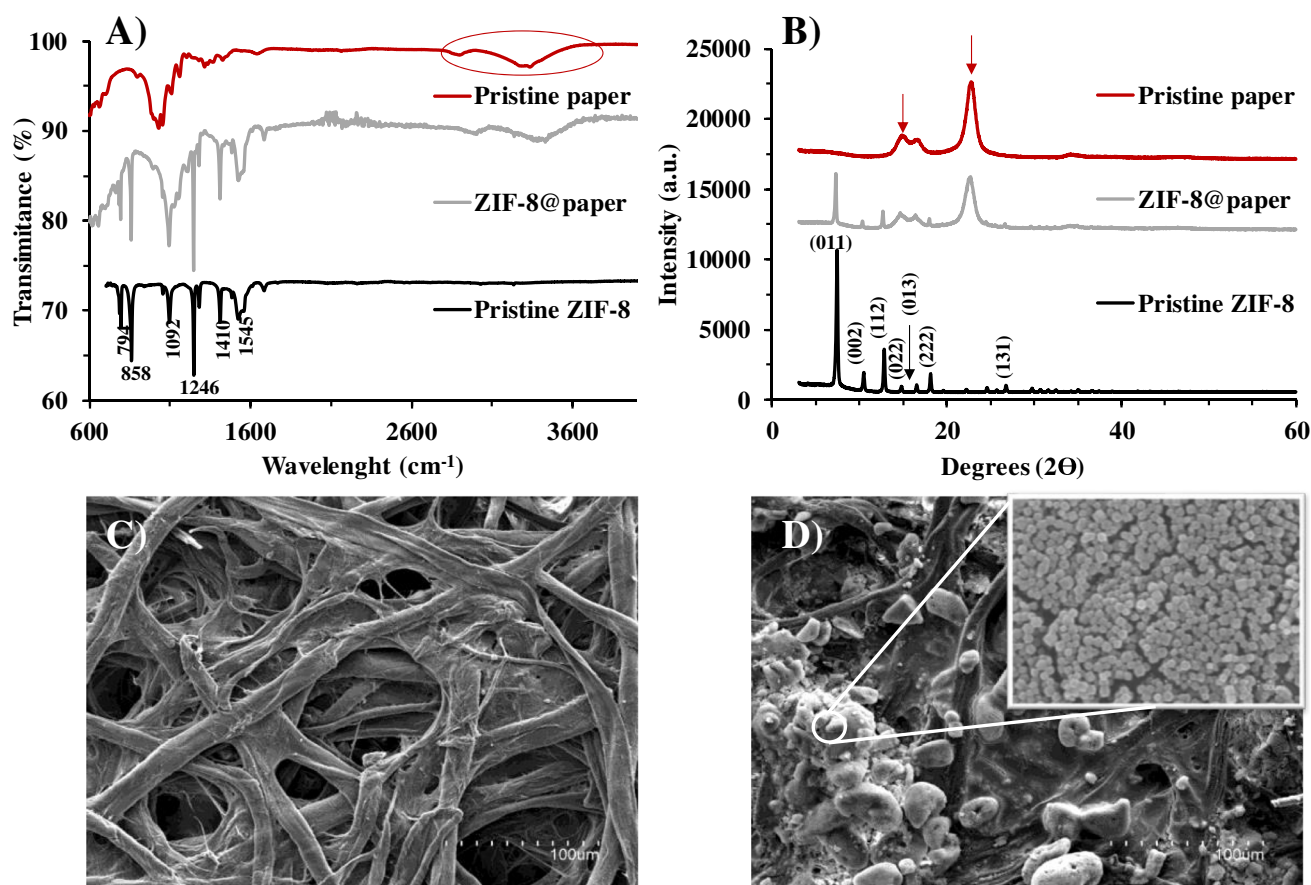 A)
100
90
80
70
60
Transimitance (%)
Pristine paper
ZIF-8@paper
Pristine ZIF-8
794
858
1092
1246
1410
1545
600
1600
2600
3600
Wavelenght (cm-1)
B)
25000
20000
15000
10000
5000
0
Intensity (a.u.)
Pristine paper
ZIF-8@paper
Pristine ZIF-8
(011)
(002)
(112)
(022)
(013)
(222)
(131)
0
20
40
60
Degrees (2Ɵ)
C)
100um
D)
100um